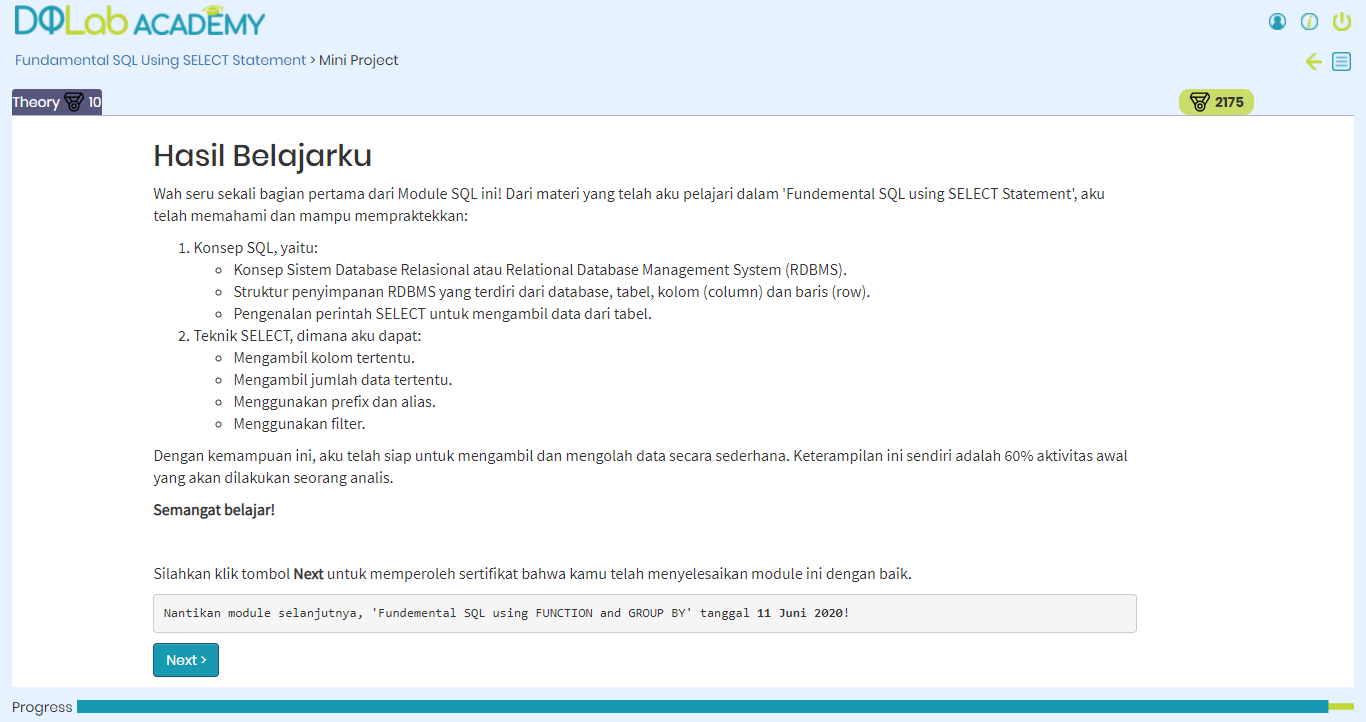 DQLab ACADEMY
Fundamental SQL Using SELECT Statement > Mini Project
Theory 10
2175
Hasil Belajarku
Wah seru sekali bagian pertama dari Module SQL ini! Dari materi yang telah aku pelajari dalam 'Fundemental SQL using SELECT Statement', aku
telah memahami dan mampu mempraktekkan:
1. Konsep SQL, yaitu:
◦ Konsep Sistem Database Relasional atau Relational Database Management System (RDBMS).
◦ Struktur penyimpanan RDBMS yang terdiri dari database, tabel, kolom (column) dan baris (row).
◦ Pengenalan perintah SELECT untuk mengambil data dari tabel.
2. Teknik SELECT, dimana aku dapat:
◦ Mengambil kolom tertentu.
◦ Mengambil jumlah data tertentu.
◦ Menggunakan prefix dan alias.
◦ Menggunakan filter.
Dengan kemampuan ini, aku telah siap untuk mengambil dan mengolah data secara sederhana. Keterampilan ini sendiri adalah 60% aktivitas awal
yang akan dilakukan seorang analis.
Semangat belajar!
Silahkan klik tombol Next untuk memperoleh sertifikat bahwa kamu telah menyelesaikan module ini dengan baik.
Nantikan module selanjutnya, 'Fundemental SQL using FUNCTION and GROUP BY' tanggal 11 Juni 2020!
Next >
Progress